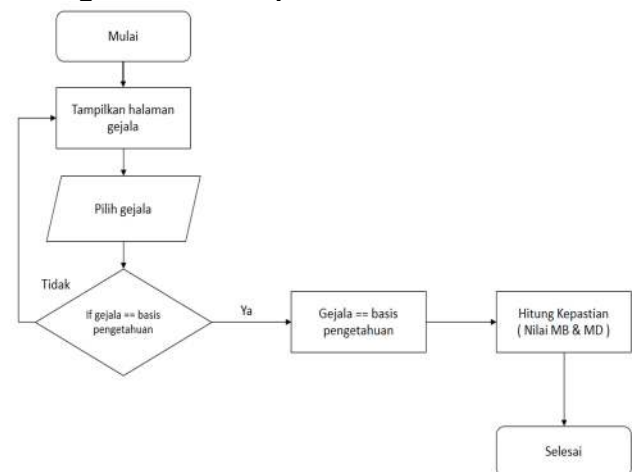 Mulai
Tampilkan halaman
gejala
Pilih gejala
Tidak
If gejala == basis
pengetahuan
Ya
Gejala == basis
pengetahuan
Hitung Kepastian
( Nilai MB & MD )
Selesai